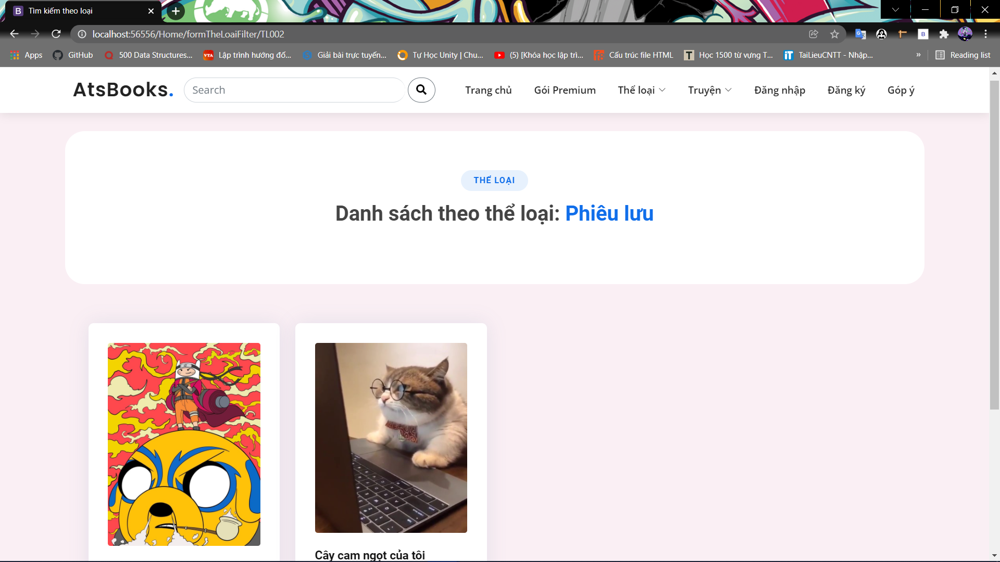 Tìm kiếm theo loại
localhost:56556/Home/formTheLoaiFilter/TL002
Apps GitHub 500 Data Structures... Lập trình hướng đố... Giải bài trực tuyến... Tự Học Unity | Chu... (5) [Khóa học lập trì... Cấu trúc file HTML Học 1500 từ vựng T... TaiLieuCNTT - Nhập... » Reading list
AtsBooks. Search Trang chủ Gói Premium Thể loại Truyện Đăng nhập Đăng ký Góp ý
THỂ LOẠI
Danh sách theo thể loại: Phiêu lưu
Cây cam ngọt của tôi